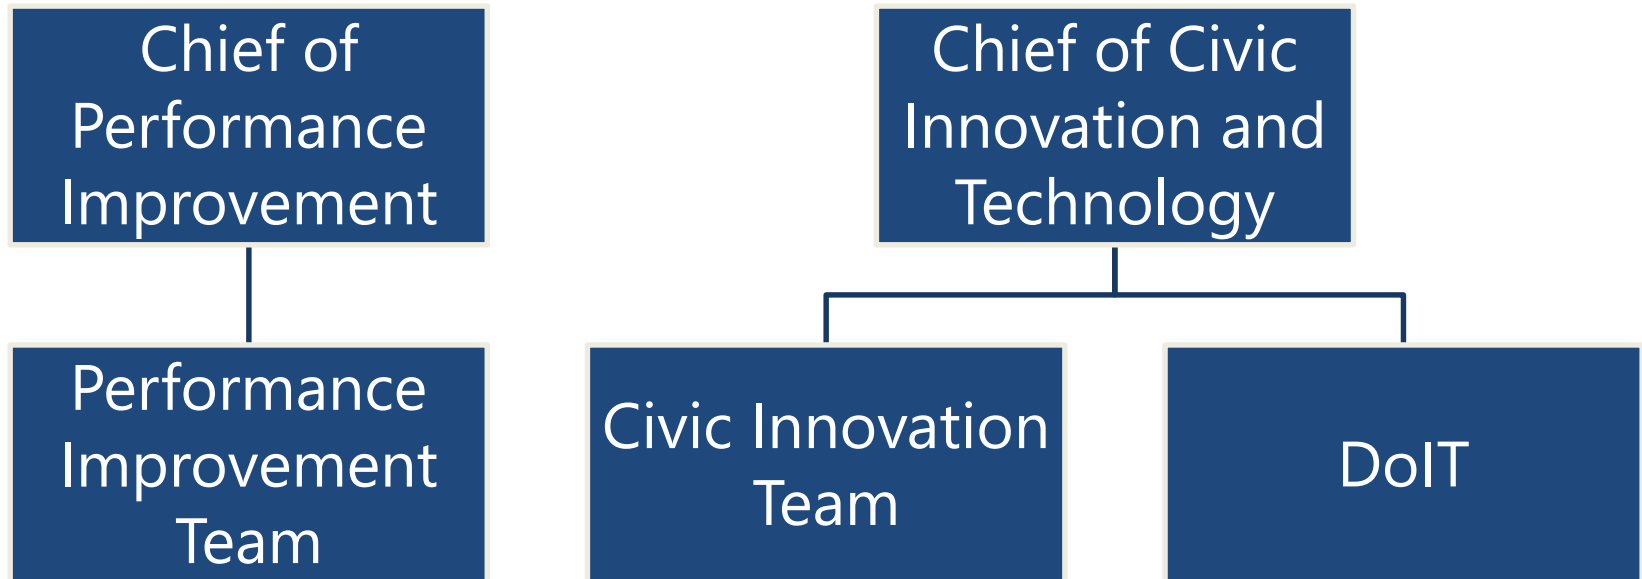 Chief of
Performance
Improvement
Chief of Civic
Innovation and
Technology
Performance
Improvement
Team
Civic Innovation
Team
DoIT